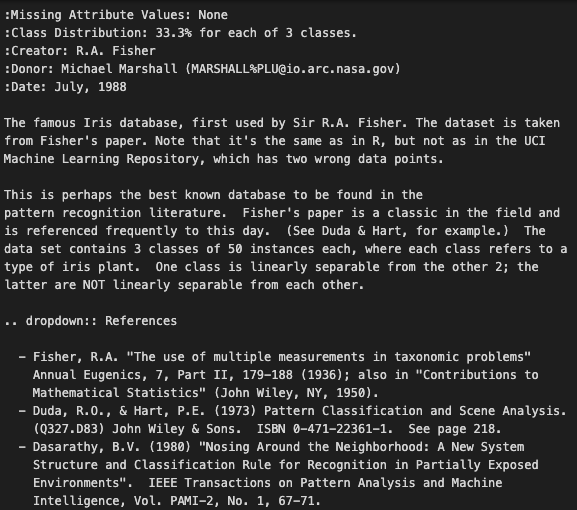 :Missing Attribute Values: None
:Class Distribution: 33.3% for each of 3 classes.
:Creator: R.A. Fisher
:Donor: Michael Marshall (MARSHALL%PLU@io.arc.nasa.gov)
:Date: July, 1988

The famous Iris database, first used by Sir R.A. Fisher. The dataset is taken
from Fisher's paper. Note that it's the same as in R, but not as in the UCI
Machine Learning Repository, which has two wrong data points.

This is perhaps the best known database to be found in the
pattern recognition literature.  Fisher's paper is a classic in the field and
is referenced frequently to this day.  (See Duda & Hart, for example.)  The
data set contains 3 classes of 50 instances each, where each class refers to a
type of iris plant.  One class is linearly separable from the other 2; the
latter are NOT linearly separable from each other.

.. dropdown:: References

  - Fisher, R.A. "The use of multiple measurements in taxonomic problems"
    Annual Eugenics, 7, Part II, 179-188 (1936); also in "Contributions to
    Mathematical Statistics" (John Wiley, NY, 1950).
  - Duda, R.O., & Hart, P.E. (1973) Pattern Classification and Scene Analysis.
    (Q327.D83) John Wiley & Sons.  ISBN 0-471-22361-1.  See page 218.
  - Dasarathy, B.V. (1980) "Nosing Around the Neighborhood: A New System
    Structure and Classification Rule for Recognition in Partially Exposed
    Environments".  IEEE Transactions on Pattern Analysis and Machine
    Intelligence, Vol. PAMI-2, No. 1, 67-71.